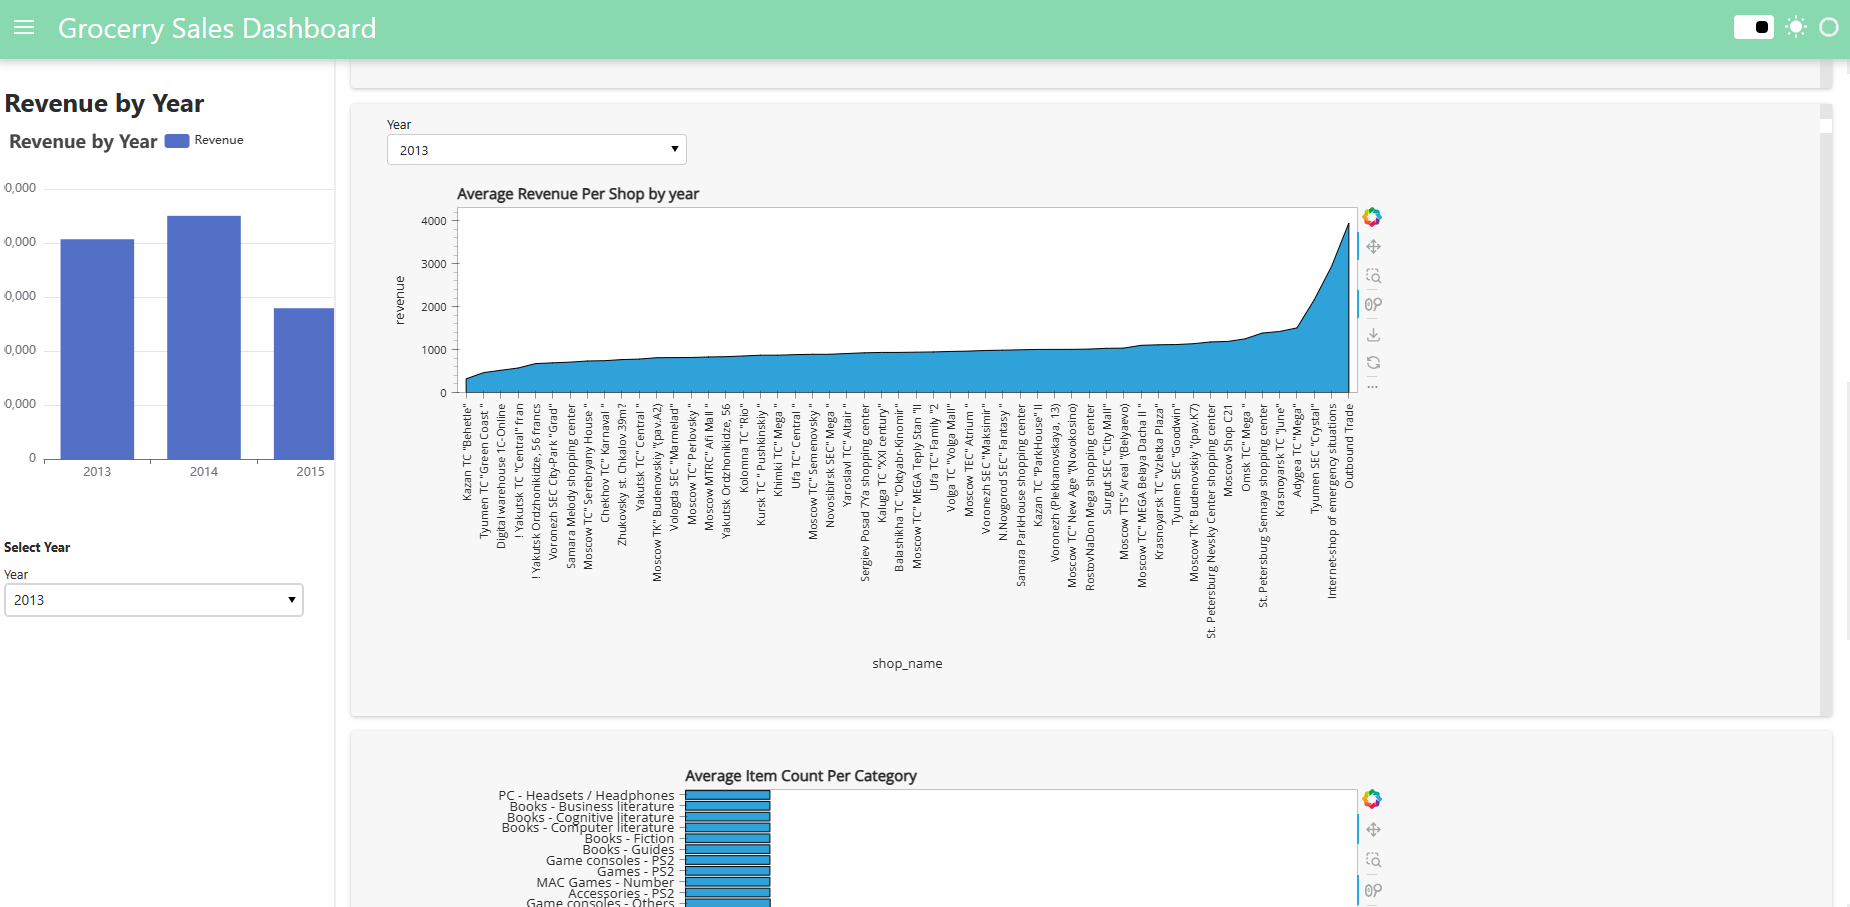 Grocerry Sales Dashboard
Revenue by Year
Revenue by Year
Revenue
0,000
00,000
00,000
00,000
00,000
0
2013
2014
2015
Select Year
Year
2013
Year
2013
Average Revenue Per Shop by year
revenue
4000
3000
2000
1000
0
Kazan TC "Behetle"
Tyumen TC "Green Coast "
Digital warehouse 1C-Online
! Yakutsk TC "Central" fran
! Yakutsk Ordzhonikidze, 56 francs
Voronezh SEC City-Park "Grad"
Samara Melody shopping center
Moscow TC" Serebryany House "
Chekhov TC" Karnaval "
Zhukovsky st. Chkalov 39m?
Yakutsk TC" Central "
Moscow TK" Budenovskiy "(pav.A2)
Vologda SEC "Marmelad"
Moscow TC" Perlovsky "
Moscow MTRC" Afi Mall "
Yakutsk Ordzhonikidze, 56
Kolomna TC "Rio"
Kursk TC "Pushkinskiy "
Khimki TC" Mega "
Ufa TC" Central "
Moscow TC" Semenovsky "
Novosibirsk SEC" Mega "
Yaroslavl TC" Altair "
Sergiev Posad 7Ya shopping center
Kaluga TC "XXI century"
Balashikha TC "Oktyabr-Kinomir"
Moscow TC" MEGA Teply Stan "II
Ufa TC" Family "2
Volga TC "Volga Mall"
Moscow TEC" Atrium "
Voronezh SEC "Maksimir"
N.Novgorod SEC" Fantasy "
Samara ParkHouse shopping center
Kazan TC "ParkHouse" II
Voronezh (Plekhanovskaya, 13)
Moscow TC" New Age "(Novokosino)
RostovNaDon Mega shopping center
Surgut SEC "City Mall"
Moscow TTS" Areal "(Belyaevo)
Moscow TC" MEGA Belaya Dacha II "
Krasnoyarsk TC "Vzletka Plaza"
Tyumen SEC "Goodwin"
Moscow TK" Budenovskiy "(pav.K7)
St. Petersburg Nevsky Center shopping center
Moscow Shop C21
Omsk TC" Mega "
St. Petersburg Sennaya shopping center
Krasnoyarsk TC "June"
Adygea TC "Mega"
Tyumen SEC "Crystal"
Internet-shop of emergency situations
Outbound Trade
shop_name
Average Item Count Per Category
PC - Headsets / Headphones
Books - Business literature
Books - Cognitive literature
Books - Computer literature
Books - Fiction
Books - Guides
Game consoles - PS2
Games - PS2
MAC Games - Number
Accessories - PS2
Game consoles - Others